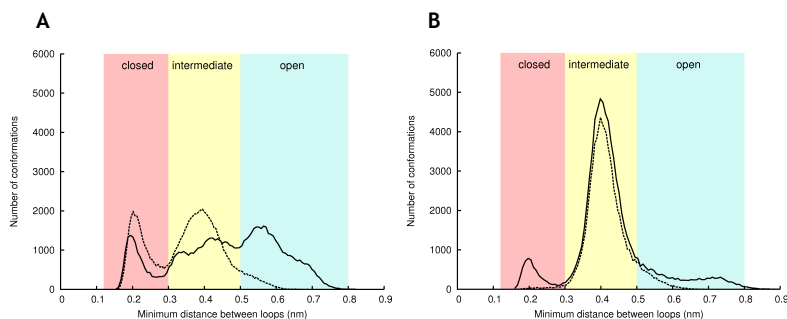 A
6000
5000
4000
3000
2000
1000
0
Number of conformations
closed intermediate open
0 0.1 0.2 0.3 0.4 0.5 0.6 0.7 0.8 0.9
Minimum distance between loops (nm)
B
6000
5000
4000
3000
2000
1000
0
Number of conformations
closed intermediate open
0 0.1 0.2 0.3 0.4 0.5 0.6 0.7 0.8 0.9
Minimum distance between loops (nm)